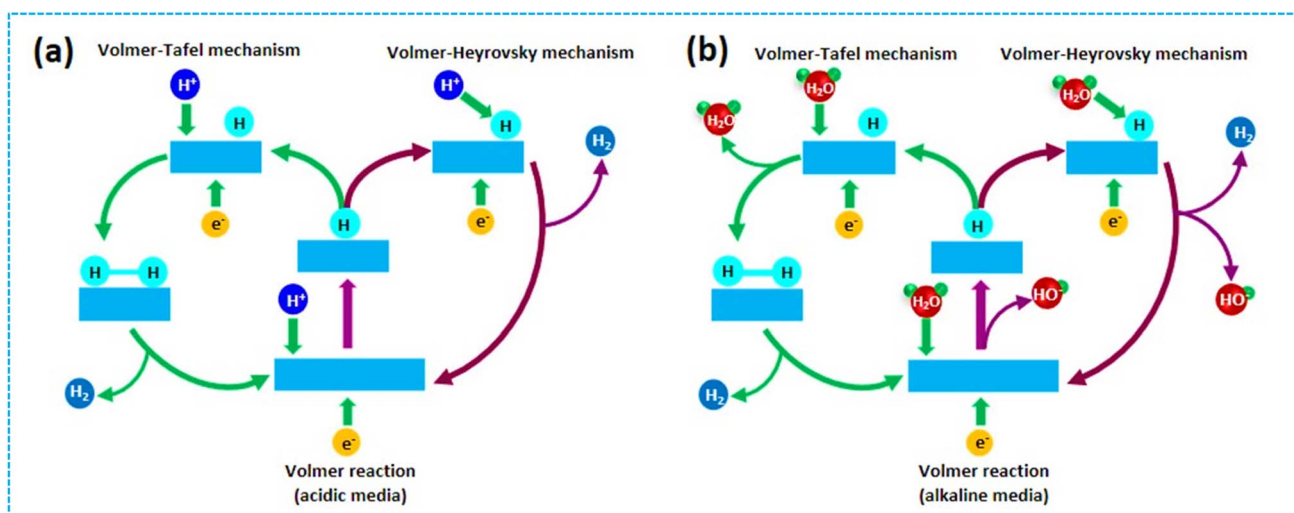 (a)
Volmer-Tafel mechanism
Volmer-Heyrovsky mechanism
H⁺
H
e⁻
H⁺
H
e⁻
H₂
H
H H
H⁺
H₂
e⁻
Volmer reaction
(acidic media)
(b)
Volmer-Tafel mechanism
Volmer-Heyrovsky mechanism
H₂O
H₂O
H
e⁻
H₂O
H
e⁻
H₂
H
H H
H₂O
HO⁻
HO⁻
H₂
e⁻
Volmer reaction
(alkaline media)